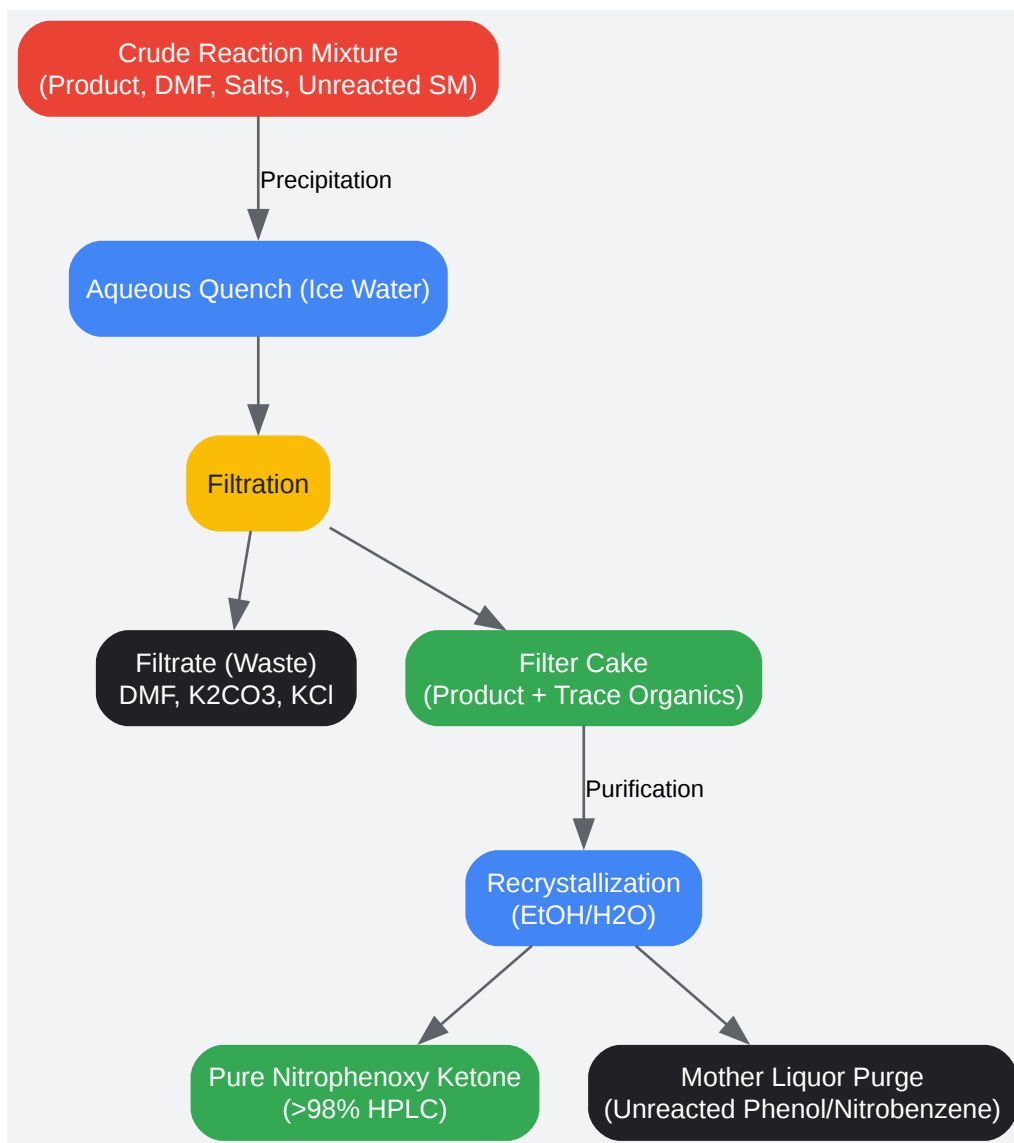 Crude Reaction Mixture
(Product, DMF, Salts, Unreacted SM)
Precipitation
Aqueous Quench (Ice Water)
Filtration
Filtrate (Waste)
DMF, K2CO3, KCl
Filter Cake
(Product + Trace Organics)
Purification
Recrystallization
(EtOH/H2O)
Pure Nitrophenoxy Ketone
(>98% HPLC)
Mother Liquor Purge
(Unreacted Phenol/Nitrobenzene)